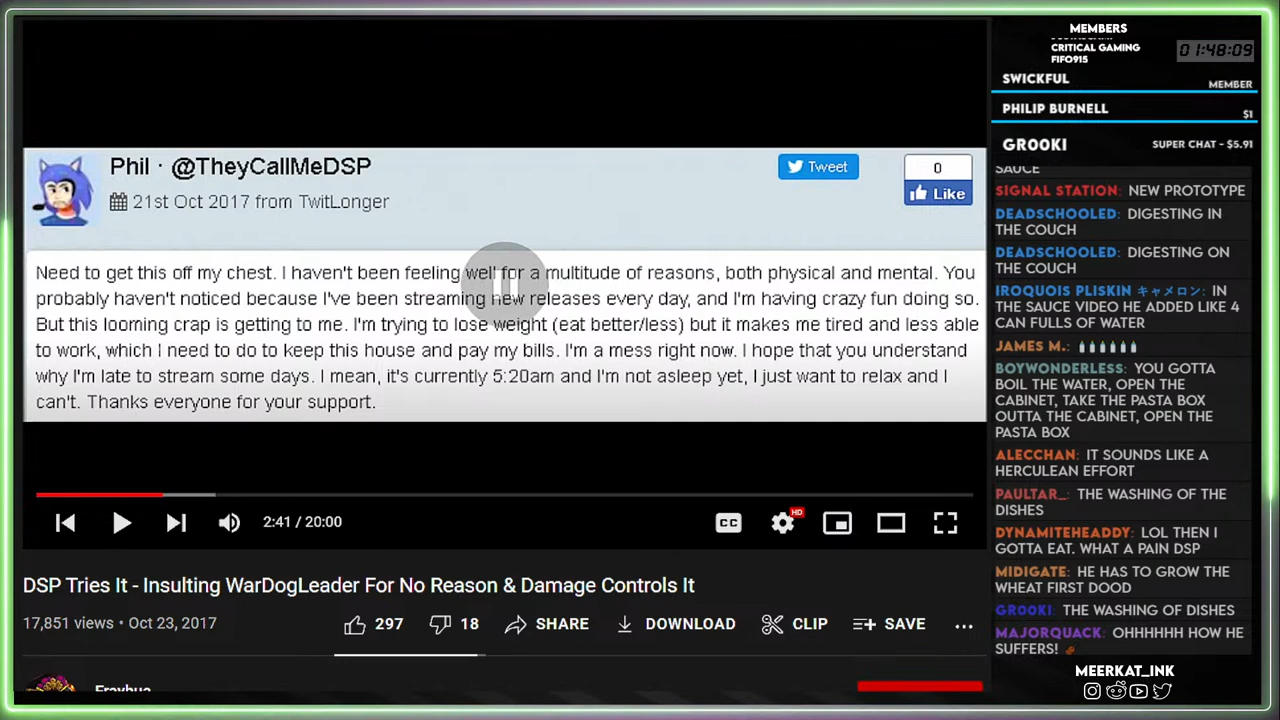 Phil · @TheyCallMeDSP
21st Oct 2017 from TwitLonger
Tweet
0
Like
Need to get this off my chest. I haven't been feeling well for a multitude of reasons, both physical and mental. You
probably haven't noticed because I've been streaming new releases every day, and I'm having crazy fun doing so.
But this looming crap is getting to me. I'm trying to lose weight (eat better/less) but it makes me tired and less able
to work, which I need to do to keep this house and pay my bills. I'm a mess right now. I hope that you understand
why I'm late to stream some days. I mean, it's currently 5:20am and I'm not asleep yet, I just want to relax and I
can't. Thanks everyone for your support.
2:41 / 20:00
CC
HD
DSP Tries It - Insulting WarDogLeader For No Reason & Damage Controls It
17,851 views • Oct 23, 2017
297
18
SHARE
DOWNLOAD
CLIP
SAVE
MEMBERS
CRITICAL GAMING
FIFO915
01:48:09
SWICKFUL
MEMBER
PHILIP BURNELL
$1
GROOKI
SUPER CHAT - $5.91
SAUCE
SIGNAL STATION: NEW PROTOTYPE
DEADSCHOOLED: DIGESTING IN
THE COUCH
DEADSCHOOLED: DIGESTING ON
THE COUCH
IROQUOIS PLISKIN キャメロン: IN
THE SAUCE VIDEO HE ADDED LIKE 4
CAN FULLS OF WATER
JAMES M.:
BOYWONDERLESS: YOU GOTTA
BOIL THE WATER, OPEN THE
CABINET, TAKE THE PASTA BOX
OUTTA THE CABINET, OPEN THE
PASTA BOX
ALECCHAN: IT SOUNDS LIKE A
HERCULEAN EFFORT
PAULTAR_: THE WASHING OF THE
DISHES
DYNAMITEHEADDY: LOL THEN I
GOTTA EAT. WHAT A PAIN DSP
MIDIGATE: HE HAS TO GROW THE
WHEAT FIRST DOOD
GROOKI: THE WASHING OF DISHES
MAJORQUACK: OHHHHHH HOW HE
SUFFERS!
MEERKAT_INK